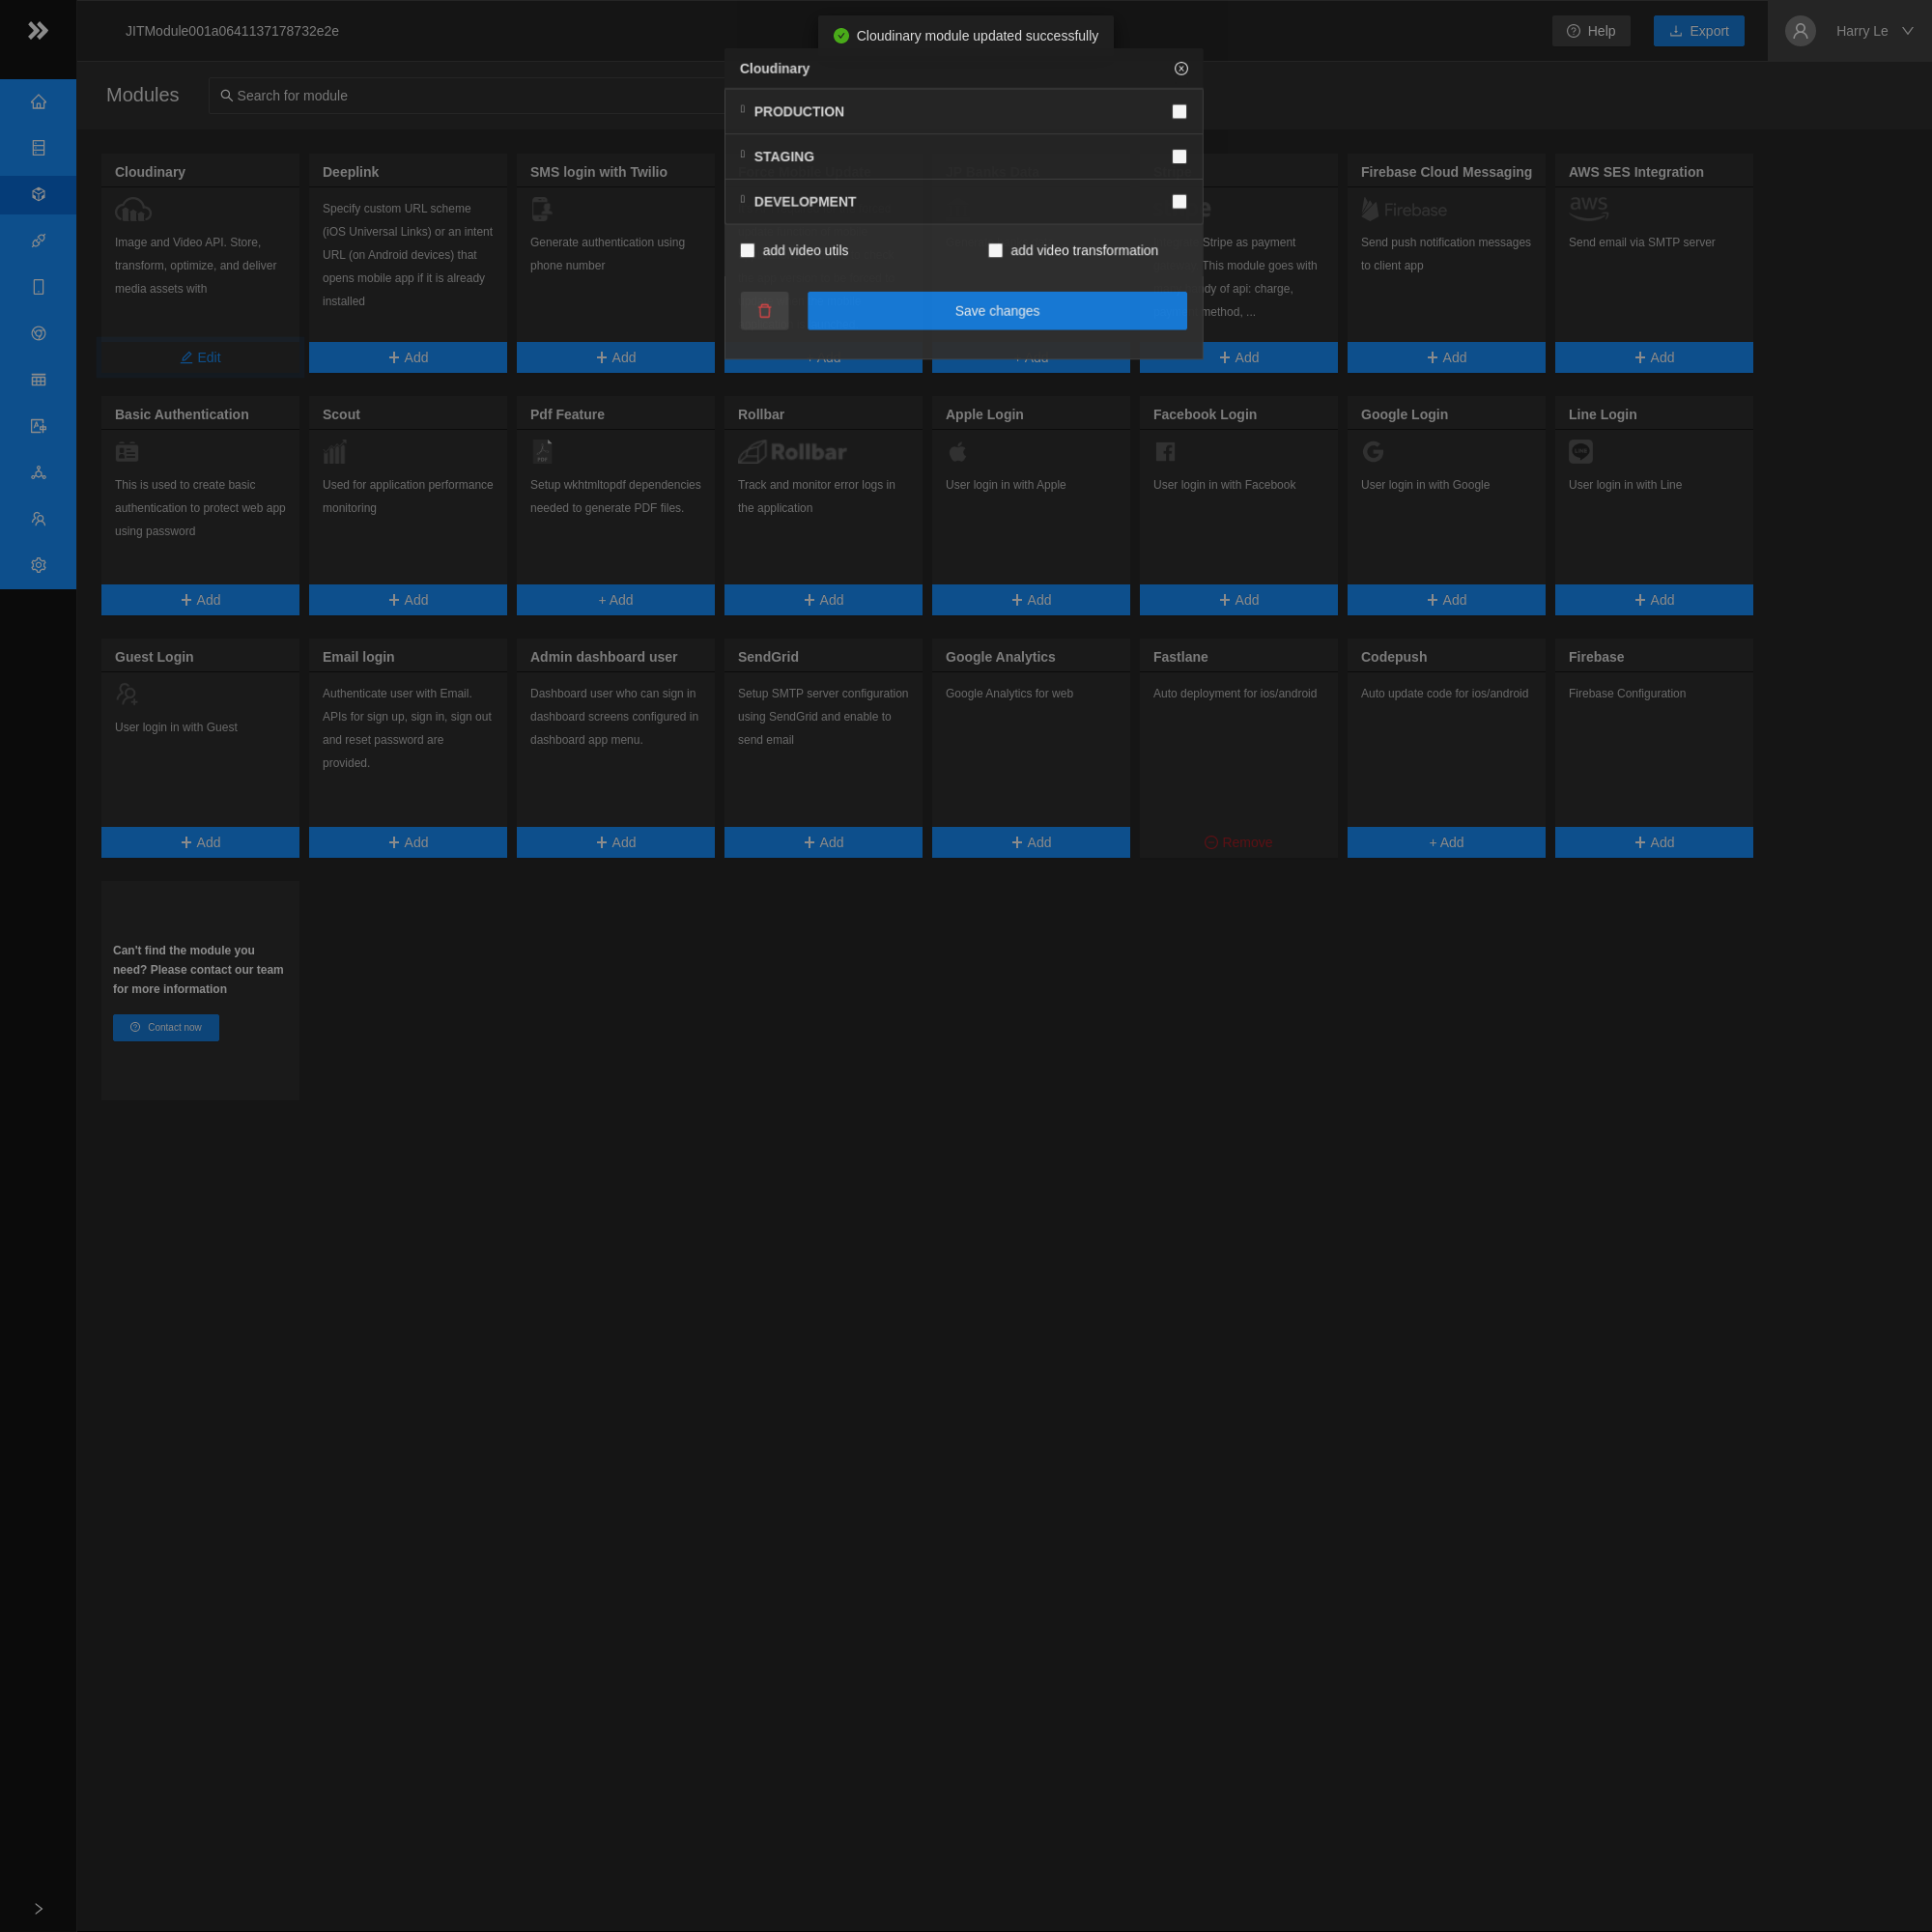 JITModule001a0641137178732e2e
Cloudinary module updated successfully
Help
Export
Harry Le
Modules
Search for module
Cloudinary
PRODUCTION
STAGING
DEVELOPMENT
add video utils
add video transformation
Save changes
Cloudinary
Image and Video API. Store,
transform, optimize, and deliver
media assets with
Edit
Deeplink
Specify custom URL scheme
(iOS Universal Links) or an intent
URL (on Android devices) that
opens mobile app if it is already
installed
Add
SMS login with Twilio
Generate authentication using
phone number
Add
Stripe as payment
This module goes with
dy of api: charge,
method, ...
Add
Firebase Cloud Messaging
Firebase
Send push notification messages
to client app
Add
AWS SES Integration
aws
Send email via SMTP server
Add
Basic Authentication
This is used to create basic
authentication to protect web app
using password
Add
Scout
Used for application performance
monitoring
Add
Pdf Feature
PDF
Setup wkhtmltopdf dependencies
needed to generate PDF files.
+ Add
Rollbar
Rollbar
Track and monitor error logs in
the application
Add
Apple Login
User login in with Apple
Add
Facebook Login
User login in with Facebook
Add
Google Login
User login in with Google
Add
Line Login
LINE
User login in with Line
Add
Guest Login
User login in with Guest
Add
Email login
Authenticate user with Email.
APIs for sign up, sign in, sign out
and reset password are
provided.
Add
Admin dashboard user
Dashboard user who can sign in
dashboard screens configured in
dashboard app menu.
Add
SendGrid
Setup SMTP server configuration
using SendGrid and enable to
send email
Add
Google Analytics
Google Analytics for web
Add
Fastlane
Auto deployment for ios/android
Remove
Codepush
Auto update code for ios/android
+ Add
Firebase
Firebase Configuration
Add
Can't find the module you
need? Please contact our team
for more information
Contact now